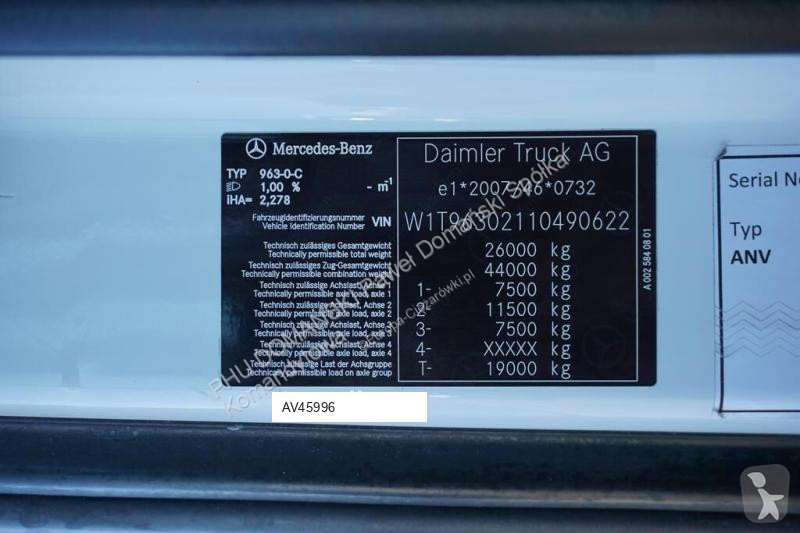 Mercedes-Benz
TYP 963-0-C
1,00 % - m-1
iHA= 2,278
Fahrzeugidentifizierungsnummer
Vehicle Identification Number VIN
Technisch zulässiges Gesamtgewicht
Technically permissible total weight
Technisch zulässiges Zug-Gesamtgewicht
Technically permissible combination weight
Technisch zulässige Achslast, Achse 1
Technically permissible axle load, axle 1
Technisch zulässige Achslast, Achse 2
Technically permissible axle load, axle 2
Technisch zulässige Achslast, Achse 3
Technically permissible axle load, axle 3
Technisch zulässige Achslast, Achse 4
Technically permissible axle load, axle 4
Technisch zulässige Last der Achsgruppe
Technically permissible load on axle group
Daimler Truck AG
e1*2007/46*0732
W1T96302110490622
26000 kg
44000 kg
1- 7500 kg
2- 11500 kg
3- 7500 kg
4- XXXXX kg
T- 19000 kg
A 002 584 08 01
AV45996
Serial No
Typ
ANV
Paweł Domański Spółka